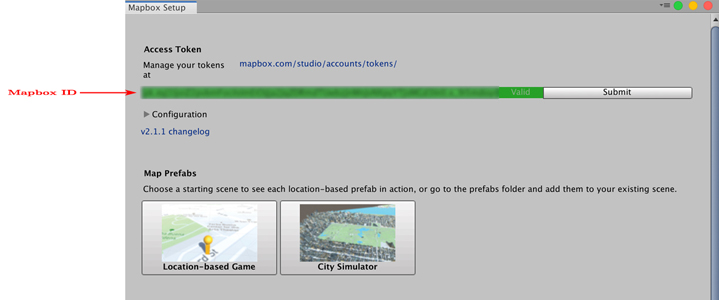 Mapbox Setup
Access Token
Manage your tokens at
mapbox.com/studio/accounts/tokens/
Mapbox ID
Valid
Submit
Configuration
v2.1.1 changelog
Map Prefabs
Choose a starting scene to see each location-based prefab in action, or go to the prefabs folder and add them to your existing scene.
Location-based Game
City Simulator